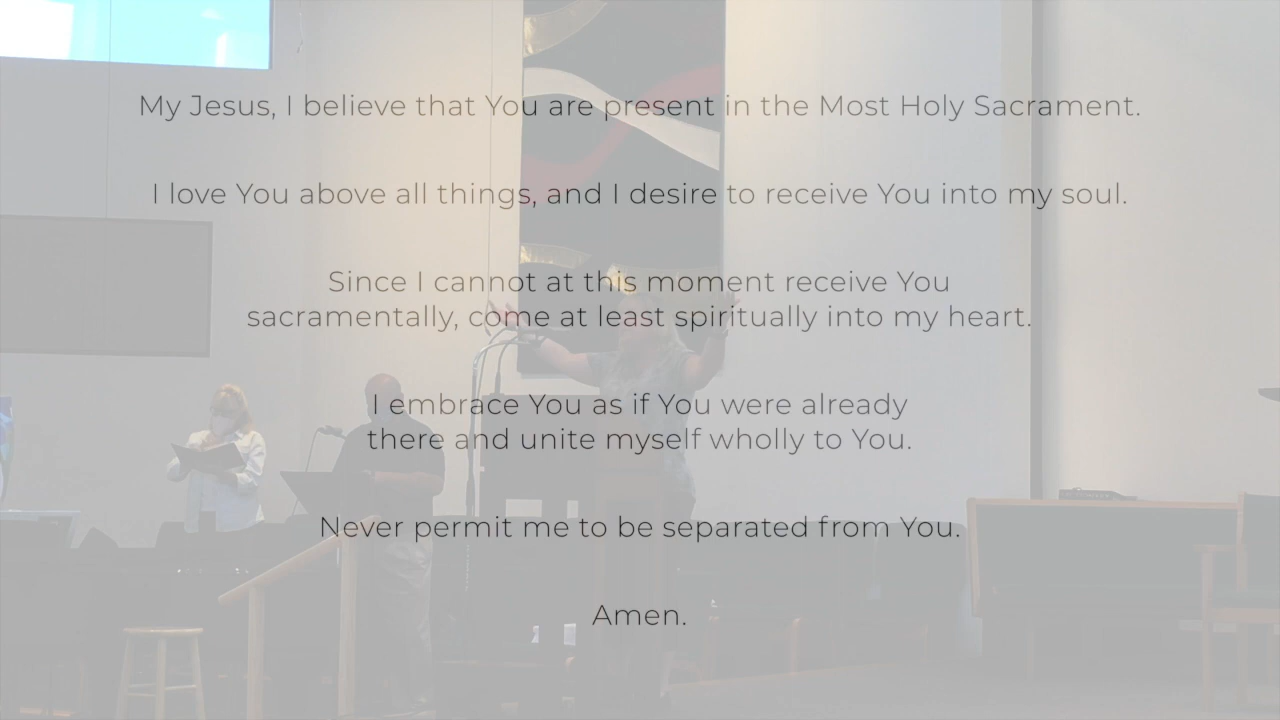 My Jesus, I believe that You are present in the Most Holy Sacrament.
I love You above all things, and I desire to receive You into my soul.
Since I cannot at this moment receive You
sacramentally, come at least spiritually into my heart.
I embrace You as if You were already
there and unite myself wholly to You.
Never permit me to be separated from You.
Amen.